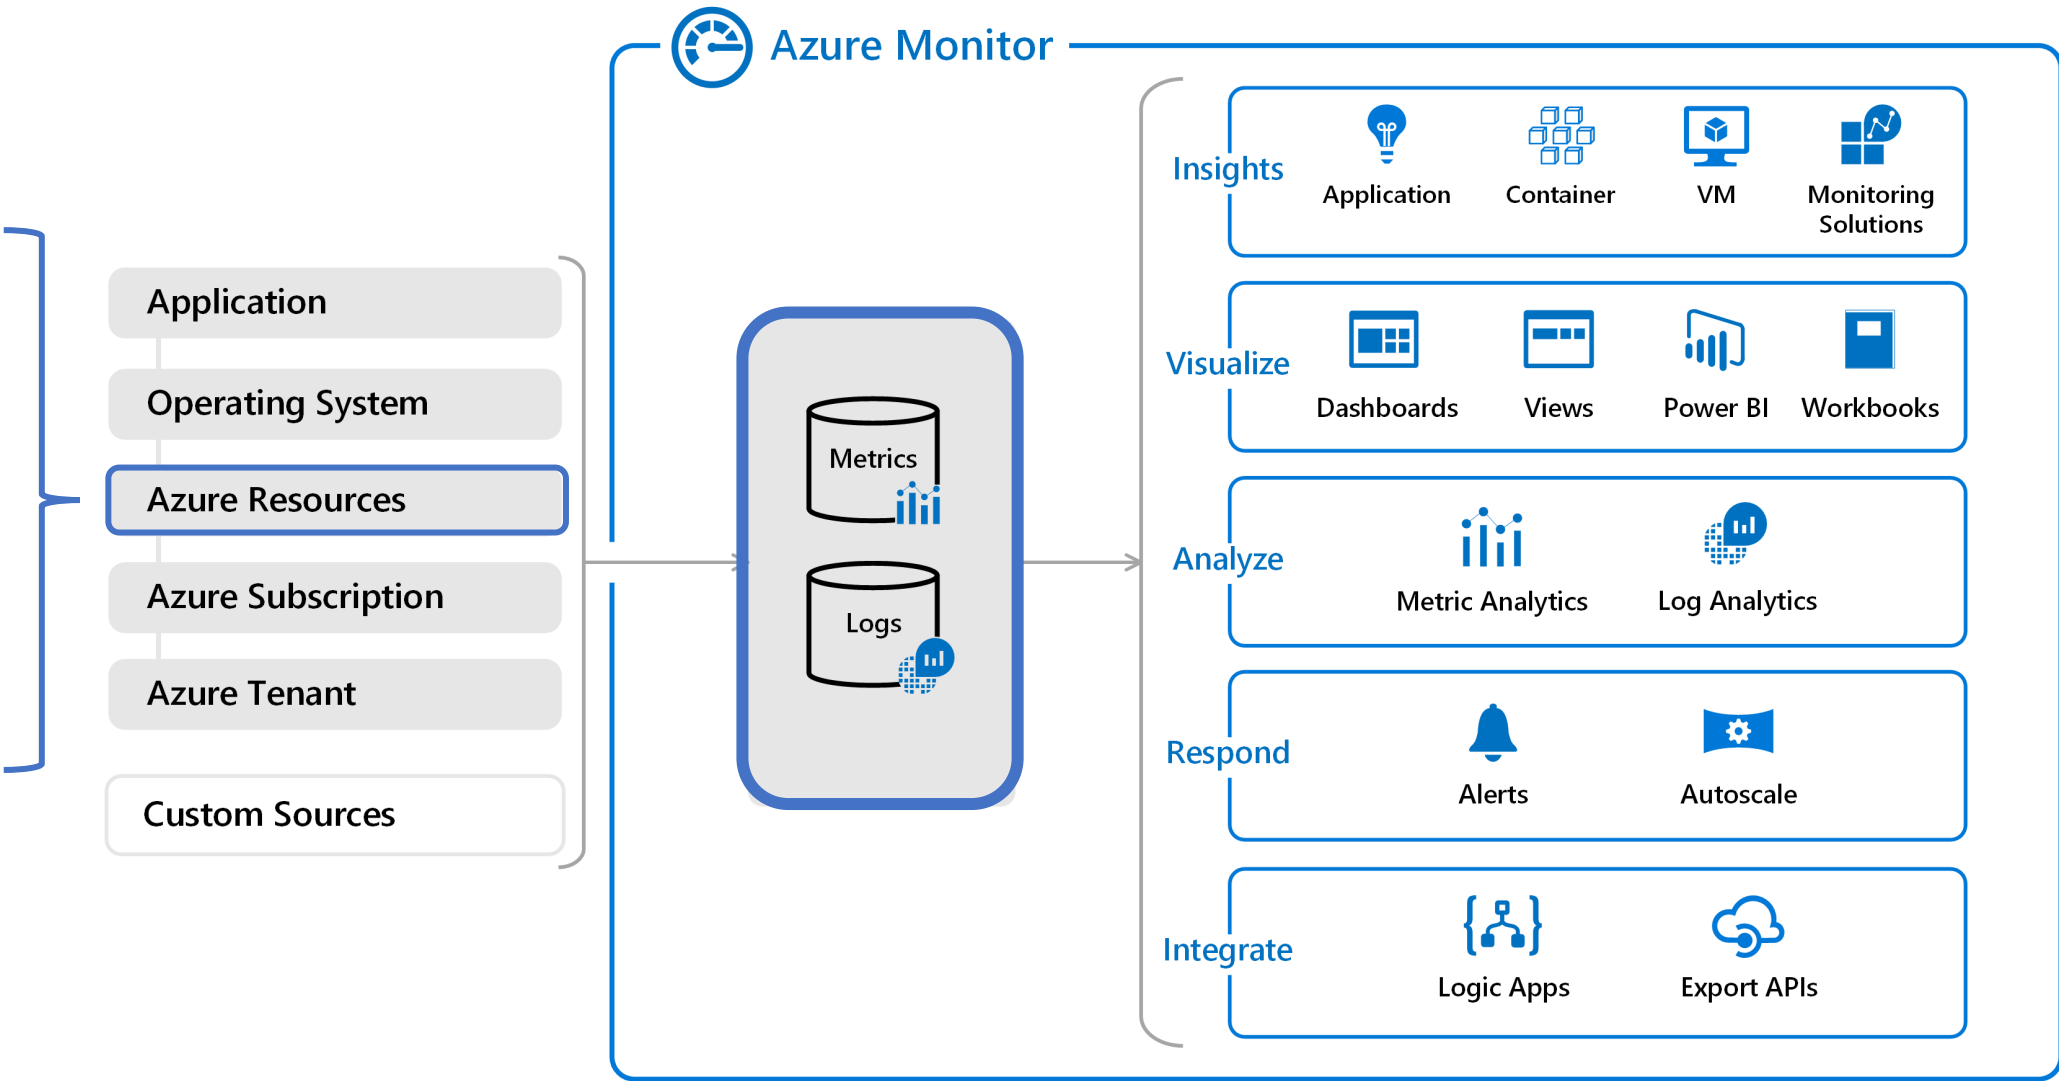 Azure Monitor
Application
Operating System
Azure Resources
Azure Subscription
Azure Tenant
Custom Sources
Metrics
Logs
Insights
Application
Container
VM
Monitoring
Solutions
Visualize
Dashboards
Views
Power BI
Workbooks
Analyze
Metric Analytics
Log Analytics
Respond
Alerts
Autoscale
Integrate
Logic Apps
Export APIs